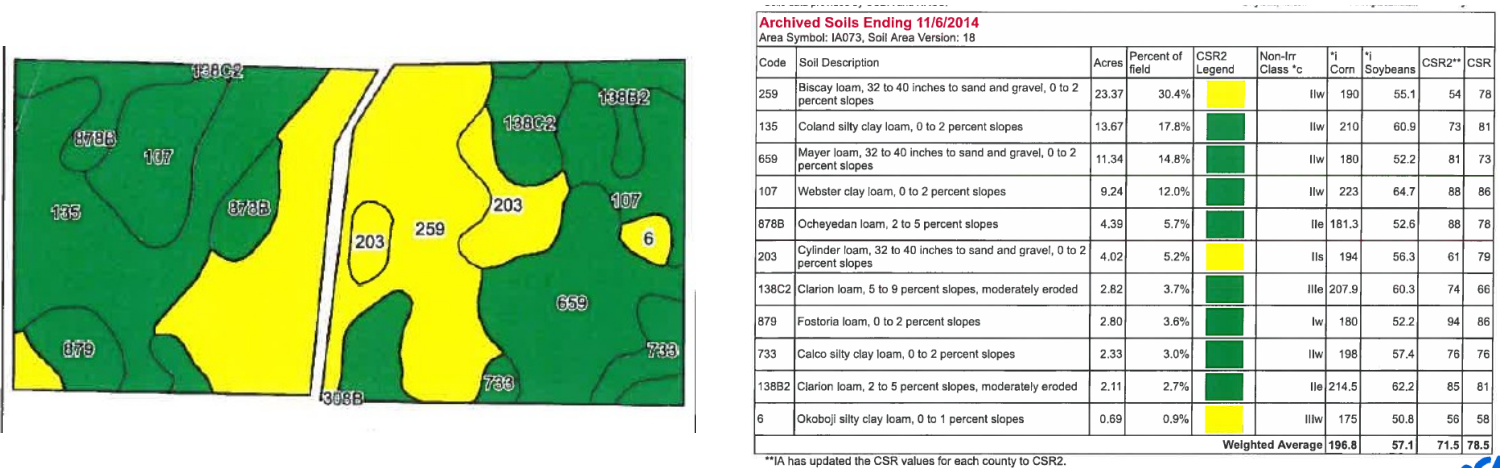 138C2
138B2
138C2
878B
107
135
878B
203
107
203
259
6
659
879
733
733
308B
Archived Soils Ending 11/6/2014
Area Symbol: IA073, Soil Area Version: 18
Code Soil Description Acres Percent of field CSR2 Legend Non-Irr Class *c *i Corn *i Soybeans CSR2** CSR
259 Biscay loam, 32 to 40 inches to sand and gravel, 0 to 2 percent slopes 23.37 30.4% IIw 190 55.1 54 78
135 Coland silty clay loam, 0 to 2 percent slopes 13.67 17.8% IIw 210 60.9 73 81
659 Mayer loam, 32 to 40 inches to sand and gravel, 0 to 2 percent slopes 11.34 14.8% IIw 180 52.2 81 73
107 Webster clay loam, 0 to 2 percent slopes 9.24 12.0% IIw 223 64.7 88 86
878B Ocheyedan loam, 2 to 5 percent slopes 4.39 5.7% IIe 181.3 52.6 88 78
203 Cylinder loam, 32 to 40 inches to sand and gravel, 0 to 2 percent slopes 4.02 5.2% IIs 194 56.3 61 79
138C2 Clarion loam, 5 to 9 percent slopes, moderately eroded 2.82 3.7% IIIe 207.9 60.3 74 66
879 Fostoria loam, 0 to 2 percent slopes 2.80 3.6% Iw 180 52.2 94 86
733 Calco silty clay loam, 0 to 2 percent slopes 2.33 3.0% IIw 198 57.4 76 76
138B2 Clarion loam, 2 to 5 percent slopes, moderately eroded 2.11 2.7% IIe 214.5 62.2 85 81
6 Okoboji silty clay loam, 0 to 1 percent slopes 0.69 0.9% IIIw 175 50.8 56 58
Weighted Average 196.8 57.1 71.5 78.5
**IA has updated the CSR values for each county to CSR2.